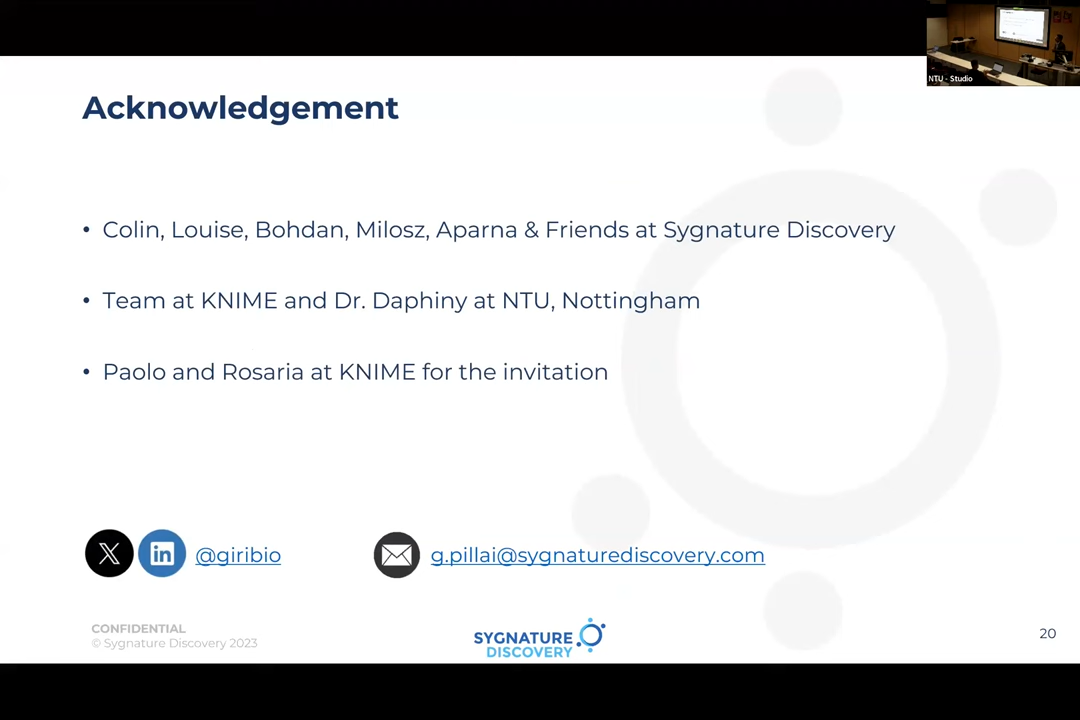 NTU - Studio
Acknowledgement
• Colin, Louise, Bohdan, Milosz, Aparna & Friends at Sygnature Discovery
• Team at KNIME and Dr. Daphiny at NTU, Nottingham
• Paolo and Rosaria at KNIME for the invitation
@giribio
g.pillai@sygnaturediscovery.com
CONFIDENTIAL
© Sygnature Discovery 2023
SYGNATURE
DISCOVERY
20